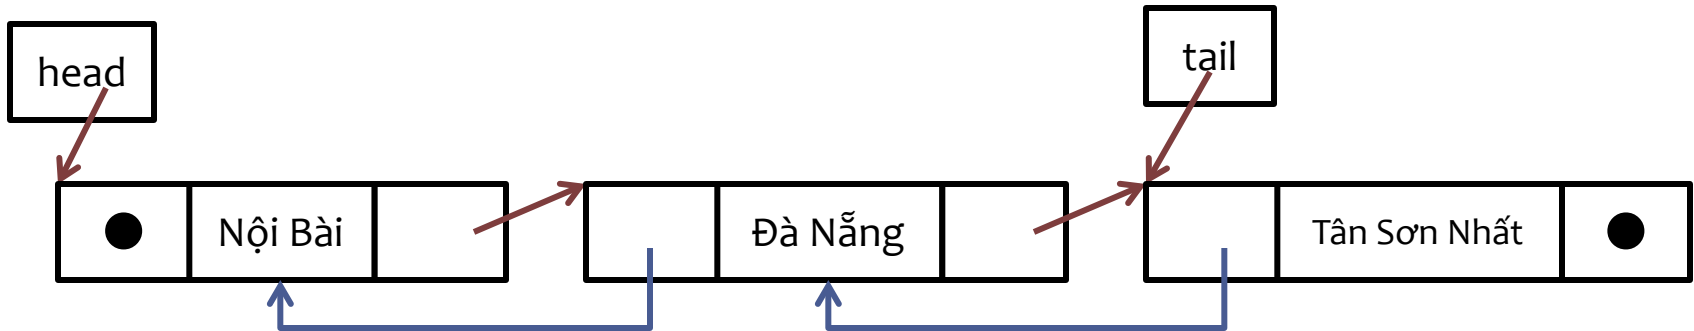 head
tail
Nội Bài
Đà Nẵng
Tân Sơn Nhất